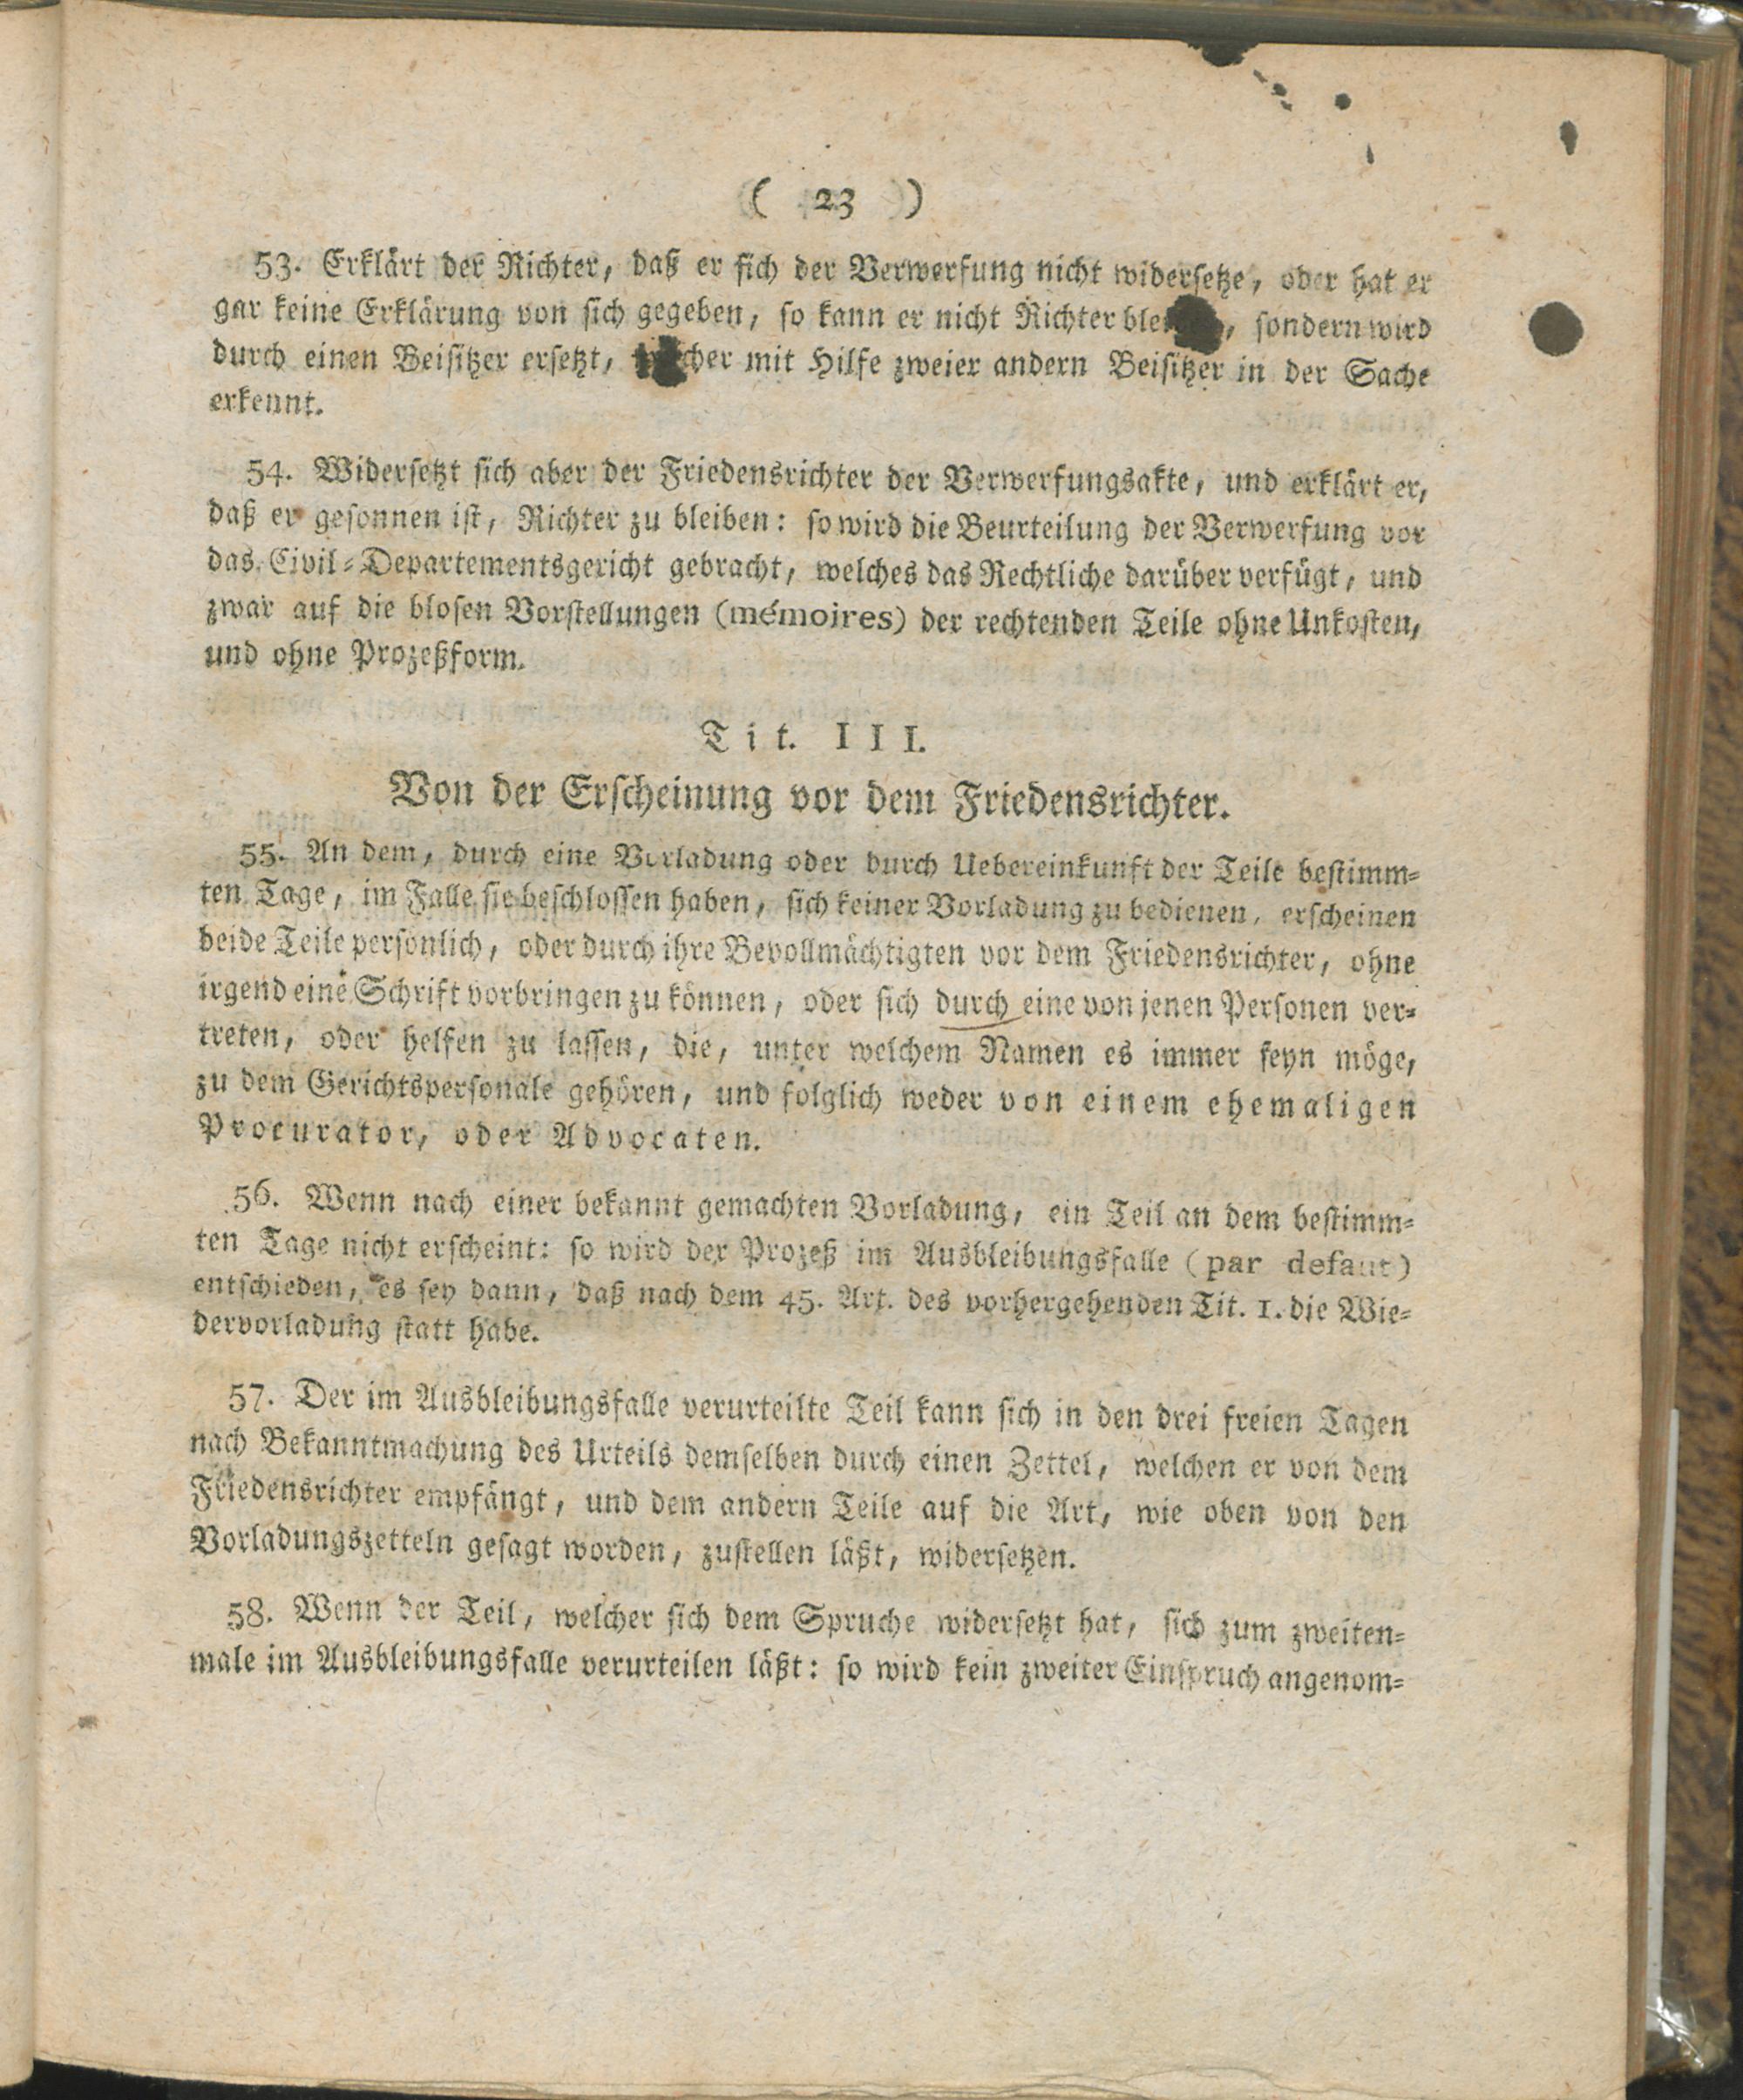 ( 23 )
53. Erklärt der Richter, daß er sich der Verwerfung nicht widersetze, oder hat er
gar keine Erklärung von sich gegeben, so kann er nicht Richter , sondern wird
durch einen Beisitzer ersetzt, mit Hilfe zweier andern Beisitzer in der Sache
erkennt.
54. Widersetzt sich aber der Friedensrichter der Verwerfungsakte, und erklärt er,
daß er gesonnen ist, Richter zu bleiben: so wird die Beurteilung der Verwerfung vor
das Civil-Departementsgericht gebracht, welches das Rechtliche darüber verfügt, und
zwar auf die blosen Vorstellungen (mémoires) der rechtenden Teile ohne Unkosten,
und ohne Prozeßform.
Tit. III.
Von der Erscheinung vor dem Friedensrichter.
55. An dem, durch eine Vorladung oder durch Uebereinkunft der Teile bestimm-
ten Tage, im Falle sie beschlossen haben, sich keiner Vorladung zu bedienen, erscheinen
beide Teile persönlich, oder durch ihre Bevollmächtigten vor dem Friedensrichter, ohne
irgend eine Schrift vorbringen zu können, oder sich durch eine von jenen Personen ver-
treten, oder helfen zu lassen, die, unter welchem Namen es immer seyn möge,
zu dem Gerichtspersonale gehören, und folglich weder von einem ehemaligen
Procurator, oder Advocaten.
56. Wenn nach einer bekannt gemachten Vorladung, ein Teil an dem bestimm-
ten Tage nicht erscheint: so wird der Prozeß im Ausbleibungsfalle (par defaut)
entschieden, es sey dann, daß nach dem 45. Art. des vorhergehenden Tit. 1. die Wie-
dervorladung statt habe.
57. Der im Ausbleibungsfalle verurteilte Teil kann sich in den drei freien Tagen
nach Bekanntmachung des Urteils demselben durch einen Zettel, welchen er von dem
Friedensrichter empfängt, und dem andern Teile auf die Art, wie oben von den
Vorladungszetteln gesagt worden, zustellen läßt, widersetzen.
58. Wenn der Teil, welcher sich dem Spruche widersetzt hat, sich zum zweiten-
male im Ausbleibungsfalle verurteilen läßt: so wird kein zweiter Einspruch angenom-